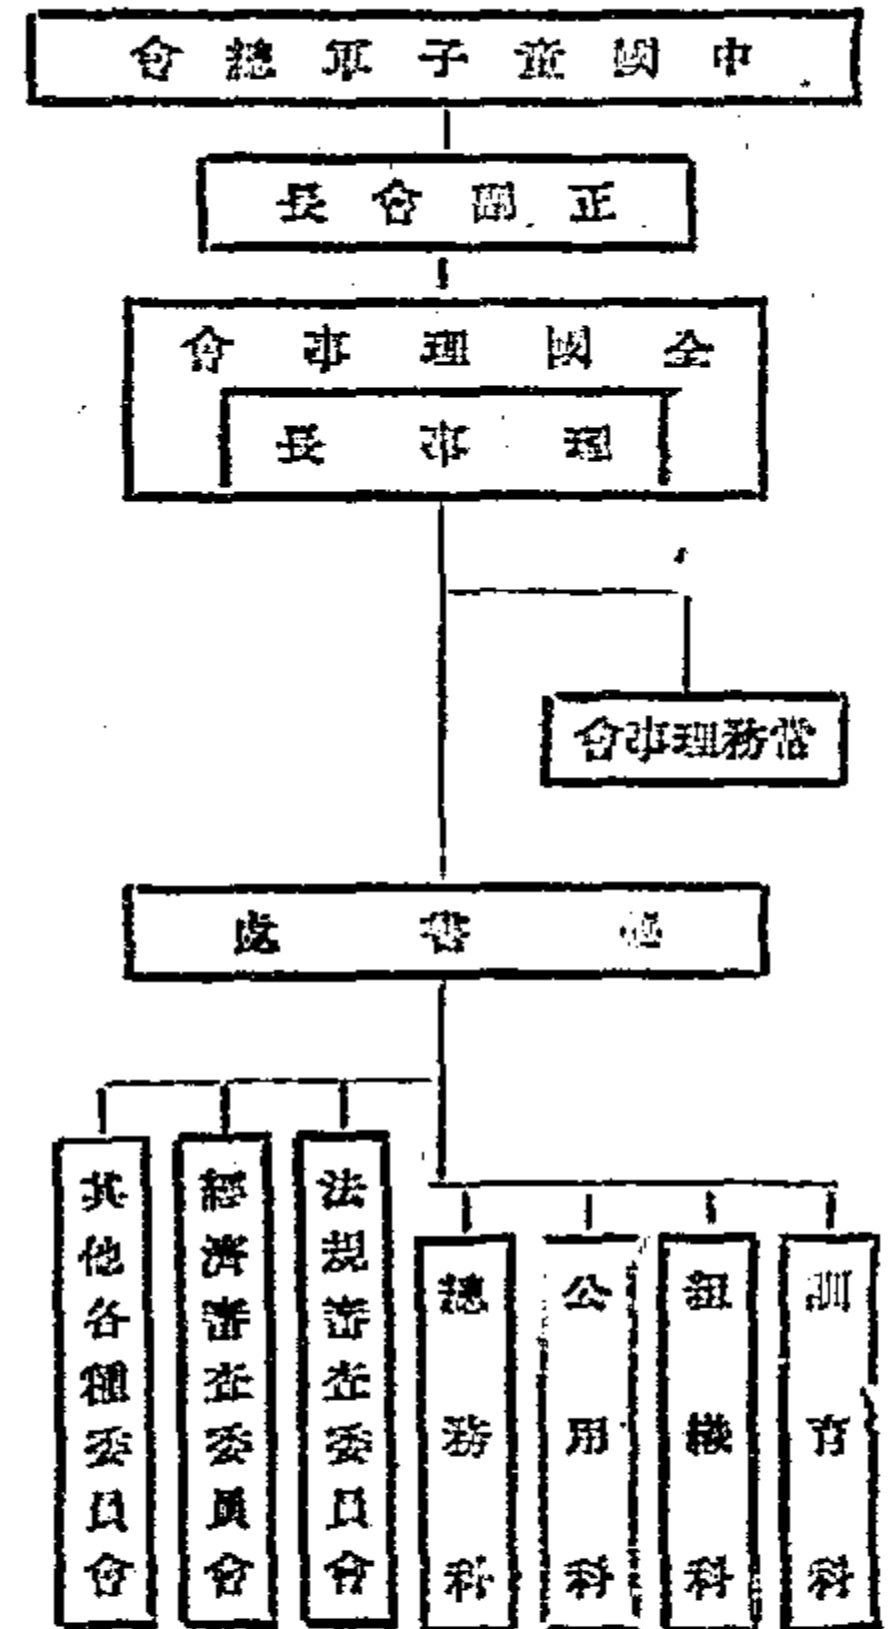 中國童子軍總會
正副會長
全國理事會
理事長
常務理事會
書處
訓育科
組織科
公用科
總務科
法規審查委員會
經濟審查委員會
其他各種委員會